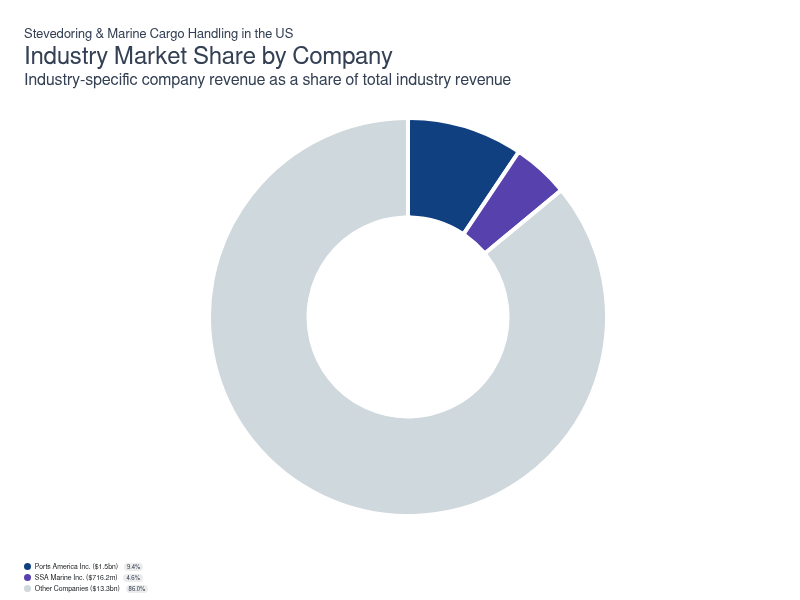 Stevedoring & Marine Cargo Handling in the US
Industry Market Share by Company
Industry-specific company revenue as a share of total industry revenue
Ports America Inc. ($1.5bn) 9.4%
SSA Marine Inc. ($716.2m) 4.6%
Other Companies ($13.3bn) 86.0%